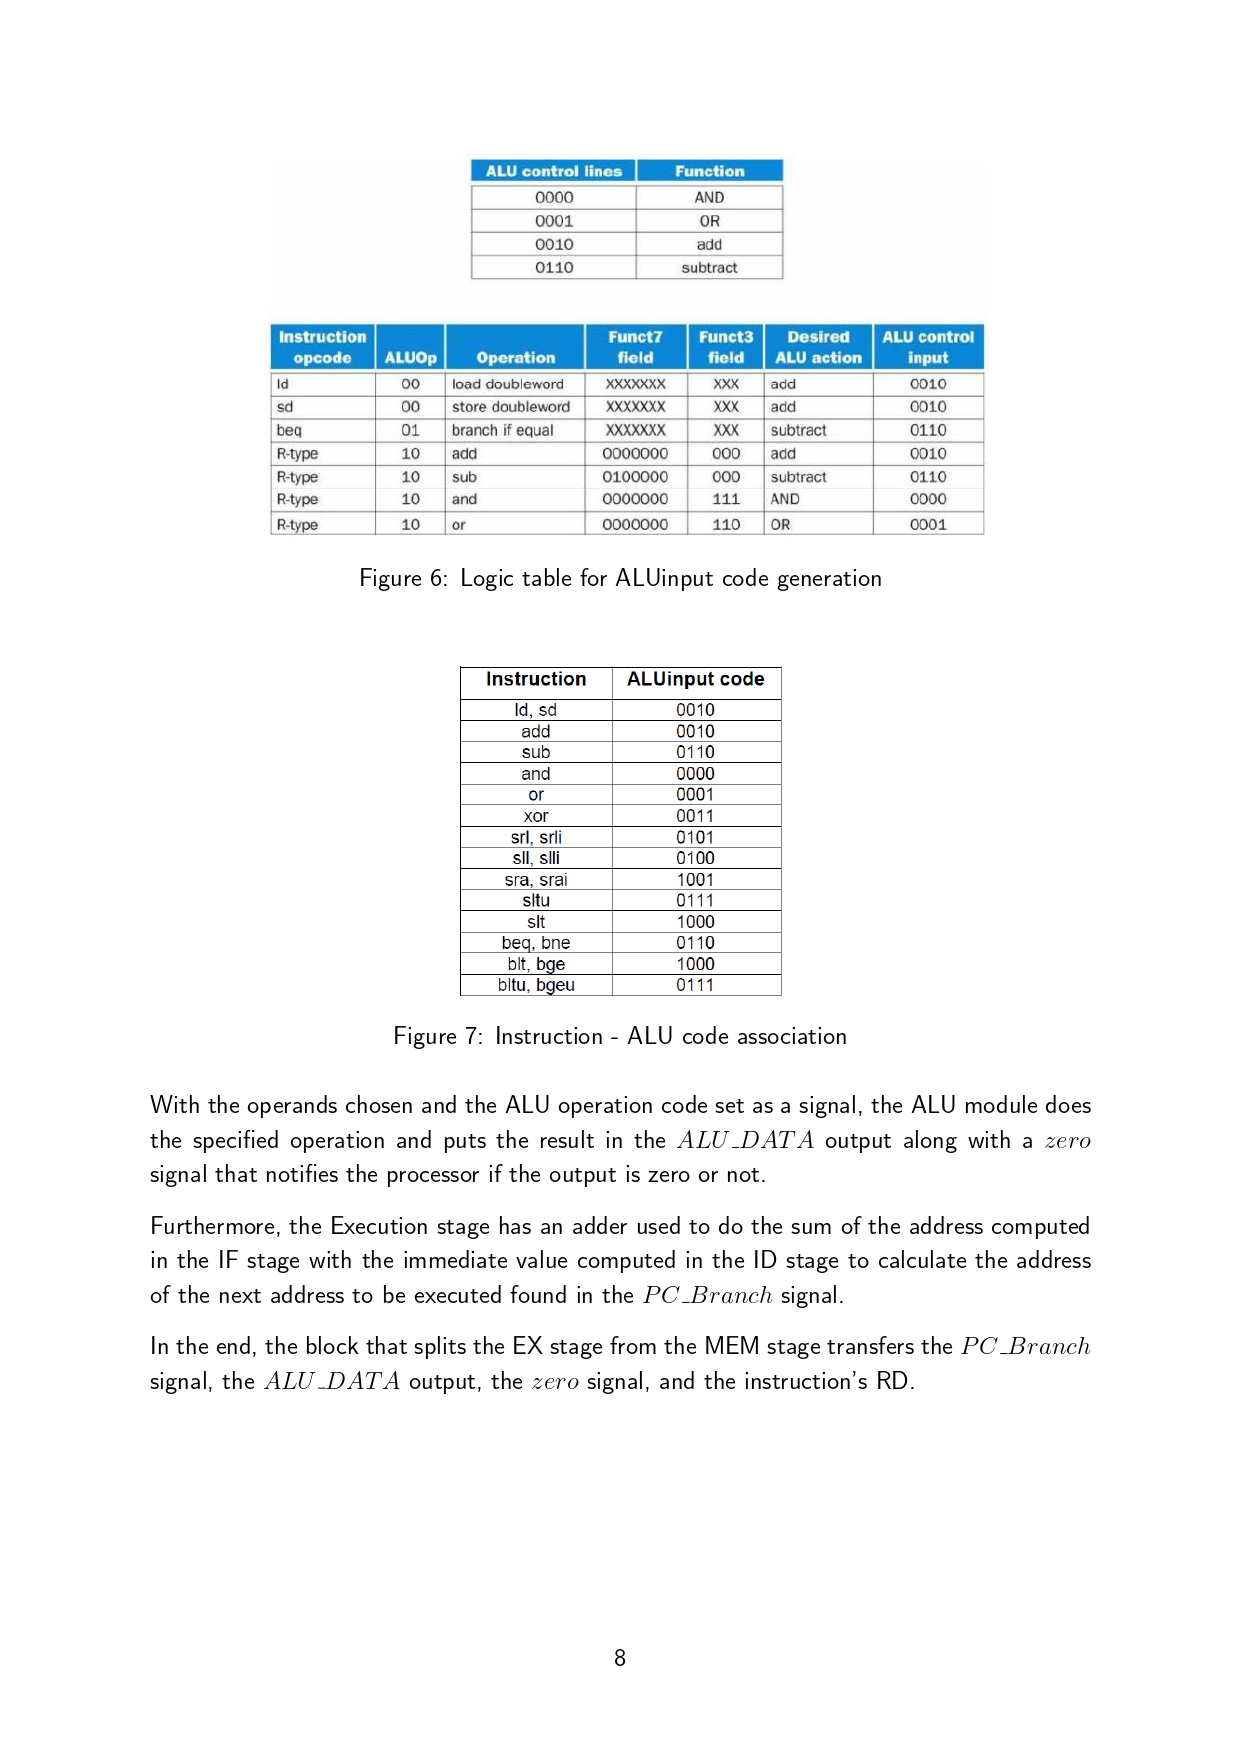 ALU control lines Function
0000 AND
0001 OR
0010 add
0110 subtract
Instruction opcode ALUOp Operation Funct7 field Funct3 field Desired ALU action ALU control input
ld 00 load doubleword XXXXXXX XXX add 0010
sd 00 store doubleword XXXXXXX XXX add 0010
beq 01 branch if equal XXXXXXX XXX subtract 0110
R-type 10 add 0000000 000 add 0010
R-type 10 sub 0100000 000 subtract 0110
R-type 10 and 0000000 111 AND 0000
R-type 10 or 0000000 110 OR 0001
Figure 6: Logic table for ALUinput code generation
Instruction ALUinput code
ld, sd 0010
add 0010
sub 0110
and 0000
or 0001
xor 0011
srl, srli 0101
sll, slli 0100
sra, srai 1001
sltu 0111
slt 1000
beq, bne 0110
blt, bge 1000
bltu, bgeu 0111
Figure 7: Instruction - ALU code association
With the operands chosen and the ALU operation code set as a signal, the ALU module does
the specified operation and puts the result in the ALU_DATA output along with a zero
signal that notifies the processor if the output is zero or not.
Furthermore, the Execution stage has an adder used to do the sum of the address computed
in the IF stage with the immediate value computed in the ID stage to calculate the address
of the next address to be executed found in the PC_Branch signal.
In the end, the block that splits the EX stage from the MEM stage transfers the PC_Branch
signal, the ALU_DATA output, the zero signal, and the instruction's RD.
8